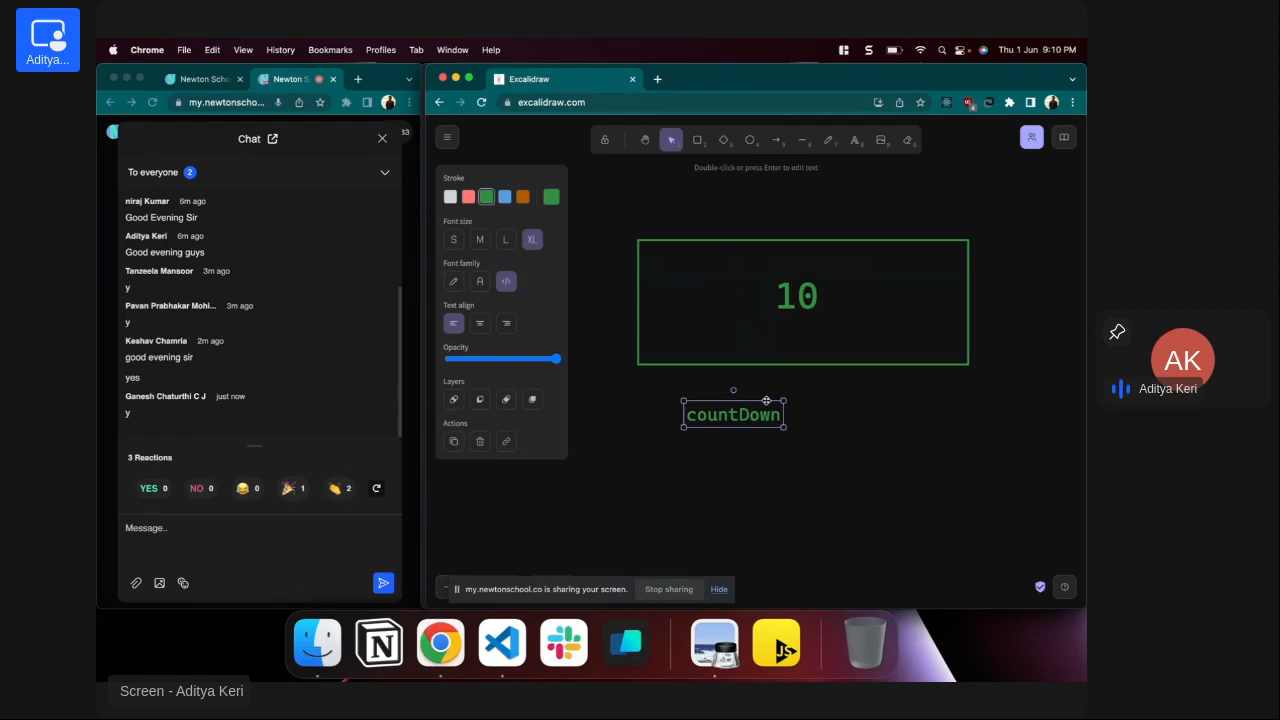 Aditya...
Chrome File Edit View History Bookmarks Profiles Tab Window Help
Thu 1 Jun 9:10 PM
Newton Scho
Newton S
Excalidraw
my.newtonscho...
excalidraw.com
Chat
To everyone 2
niraj Kumar 6m ago
Good Evening Sir
Aditya Keri 6m ago
Good evening guys
Tanzeela Mansoor 3m ago
y
Pavan Prabhakar Mohi... 3m ago
y
Keshav Chamria 2m ago
good evening sir
yes
Ganesh Chaturthi C J just now
y
3 Reactions
YES 0 NO 0 0 1 2
Message..
Double-click or press Enter to edit text
Stroke
Font size
S M L XL
Font family
A </>
Text align
Opacity
Layers
Actions
10
countDown
my.newtonschool.co is sharing your screen. Stop sharing Hide
JS
AK
Aditya Keri
Screen - Aditya Keri